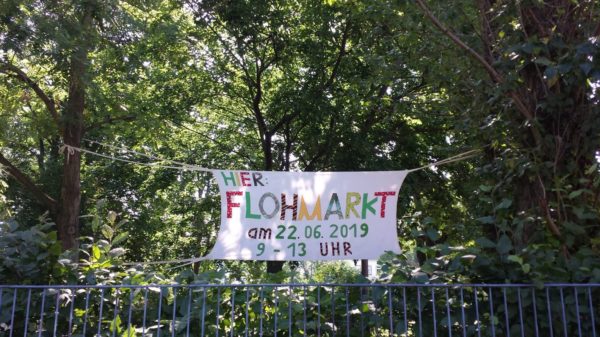 HIER:
FLOHMARKT
am 22.06.2019
9 - 13 UHR